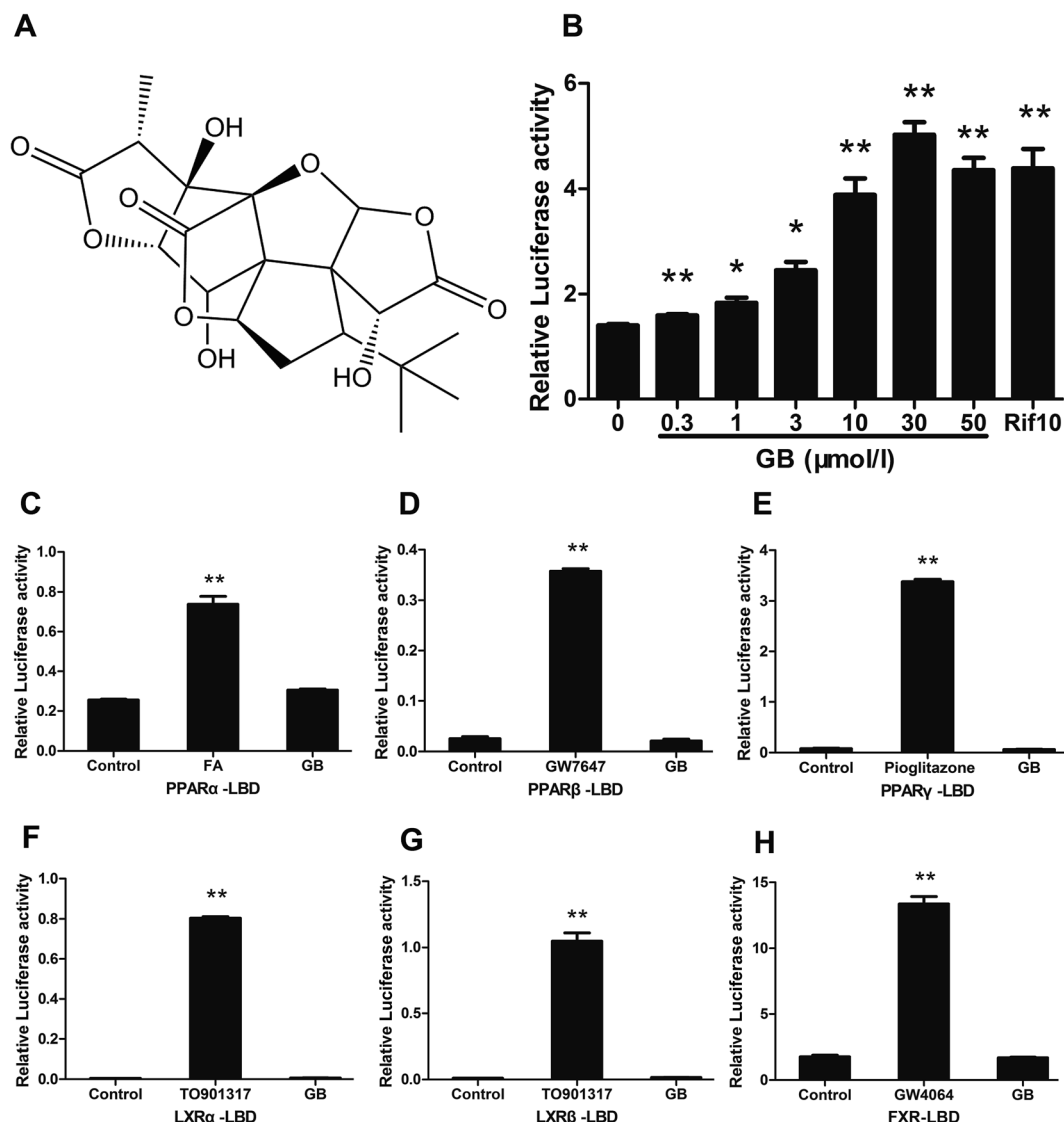 A
O
OH
O
O
O
O
O
O
OH
HO
B
Relative Luciferase activity
6
4
2
0
**
*
*
**
**
**
**
0 0.3 1 3 10 30 50 Rif10
GB (µmol/l)
C
Relative Luciferase activity
1.0
0.8
0.6
0.4
0.2
0.0
**
Control FA GB
PPARα -LBD
D
Relative Luciferase activity
0.4
0.3
0.2
0.1
0.0
**
Control GW7647 GB
PPARβ -LBD
E
Relative Luciferase activity
4
3
2
1
0
**
Control Pioglitazone GB
PPARγ -LBD
F
Relative Luciferase activity
1.0
0.8
0.6
0.4
0.2
0.0
**
Control TO901317 GB
LXRα -LBD
G
Relative Luciferase activity
1.5
1.0
0.5
0.0
**
Control TO901317 GB
LXRß -LBD
H
Relative Luciferase activity
15
10
5
0
**
Control GW4064 GB
FXR-LBD